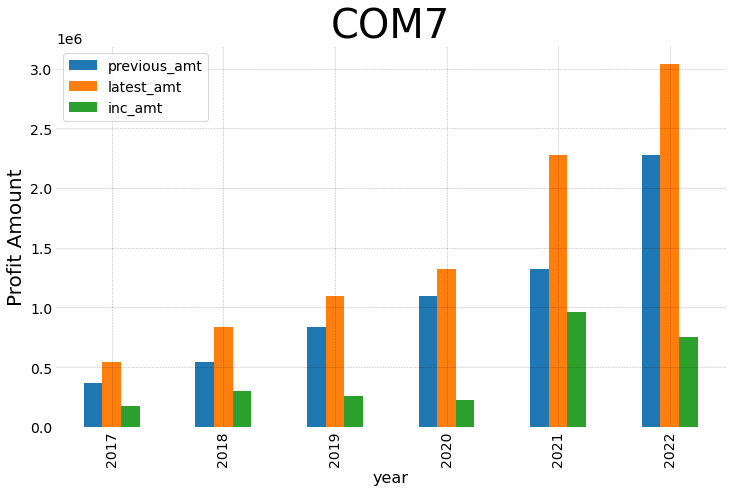 COM7
1e6
previous_amt
latest_amt
inc_amt
Profit Amount
3.0
2.5
2.0
1.5
1.0
0.5
0.0
2017
2018
2019
2020
2021
2022
year